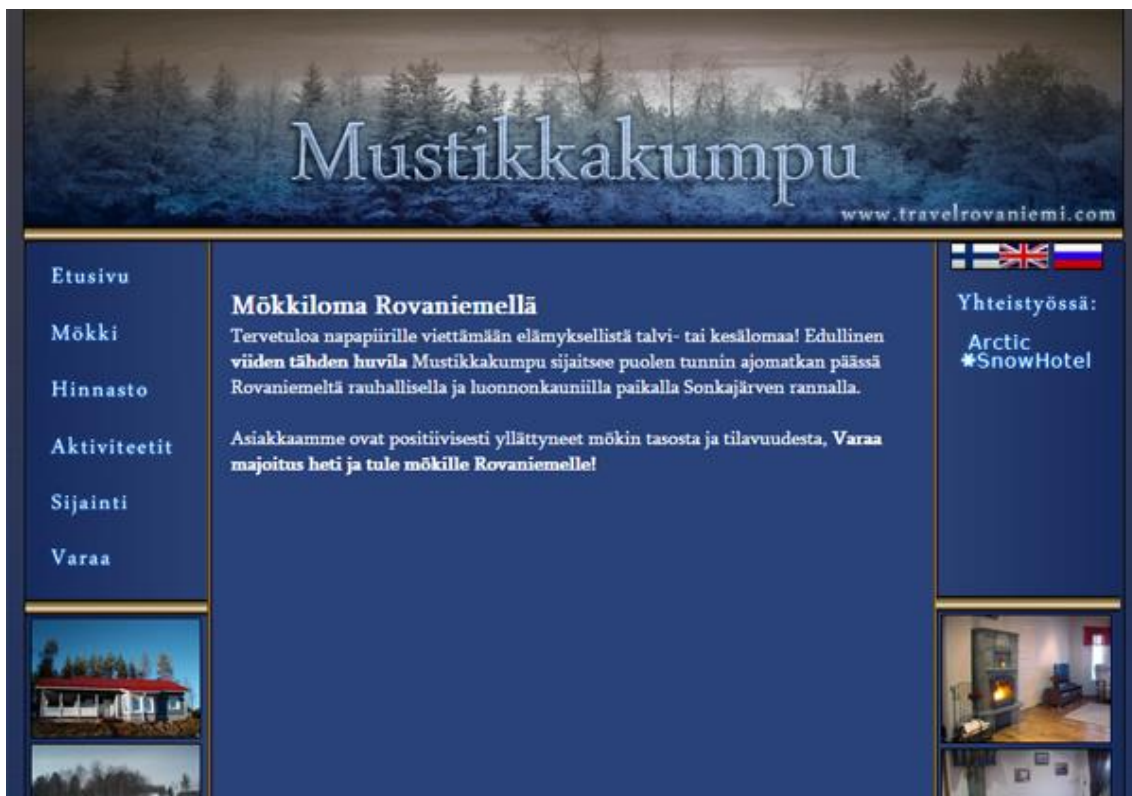 Mustikkakumpu
www.travelrovaniemi.com
Etusivu
Mökki
Hinnasto
Aktiviteetit
Sijainti
Varaa
Mökkiloma Rovaniemellä
Tervetuloa napapiirille viettämään elämyksellistä talvi- tai kesälomaa! Edullinen
viiden tähden huvila Mustikkakumpu sijaitsee puolen tunnin ajomatkan päässä
Rovaniemeltä rauhallisella ja luonnonkauniilla paikalla Sonkajärven rannalla.
Asiakkaamme ovat positiivisesti yllättyneet mökin tasosta ja tilavuudesta, Varaa
majoitus heti ja tule mökille Rovaniemelle!
Yhteistyössä:
Arctic
SnowHotel